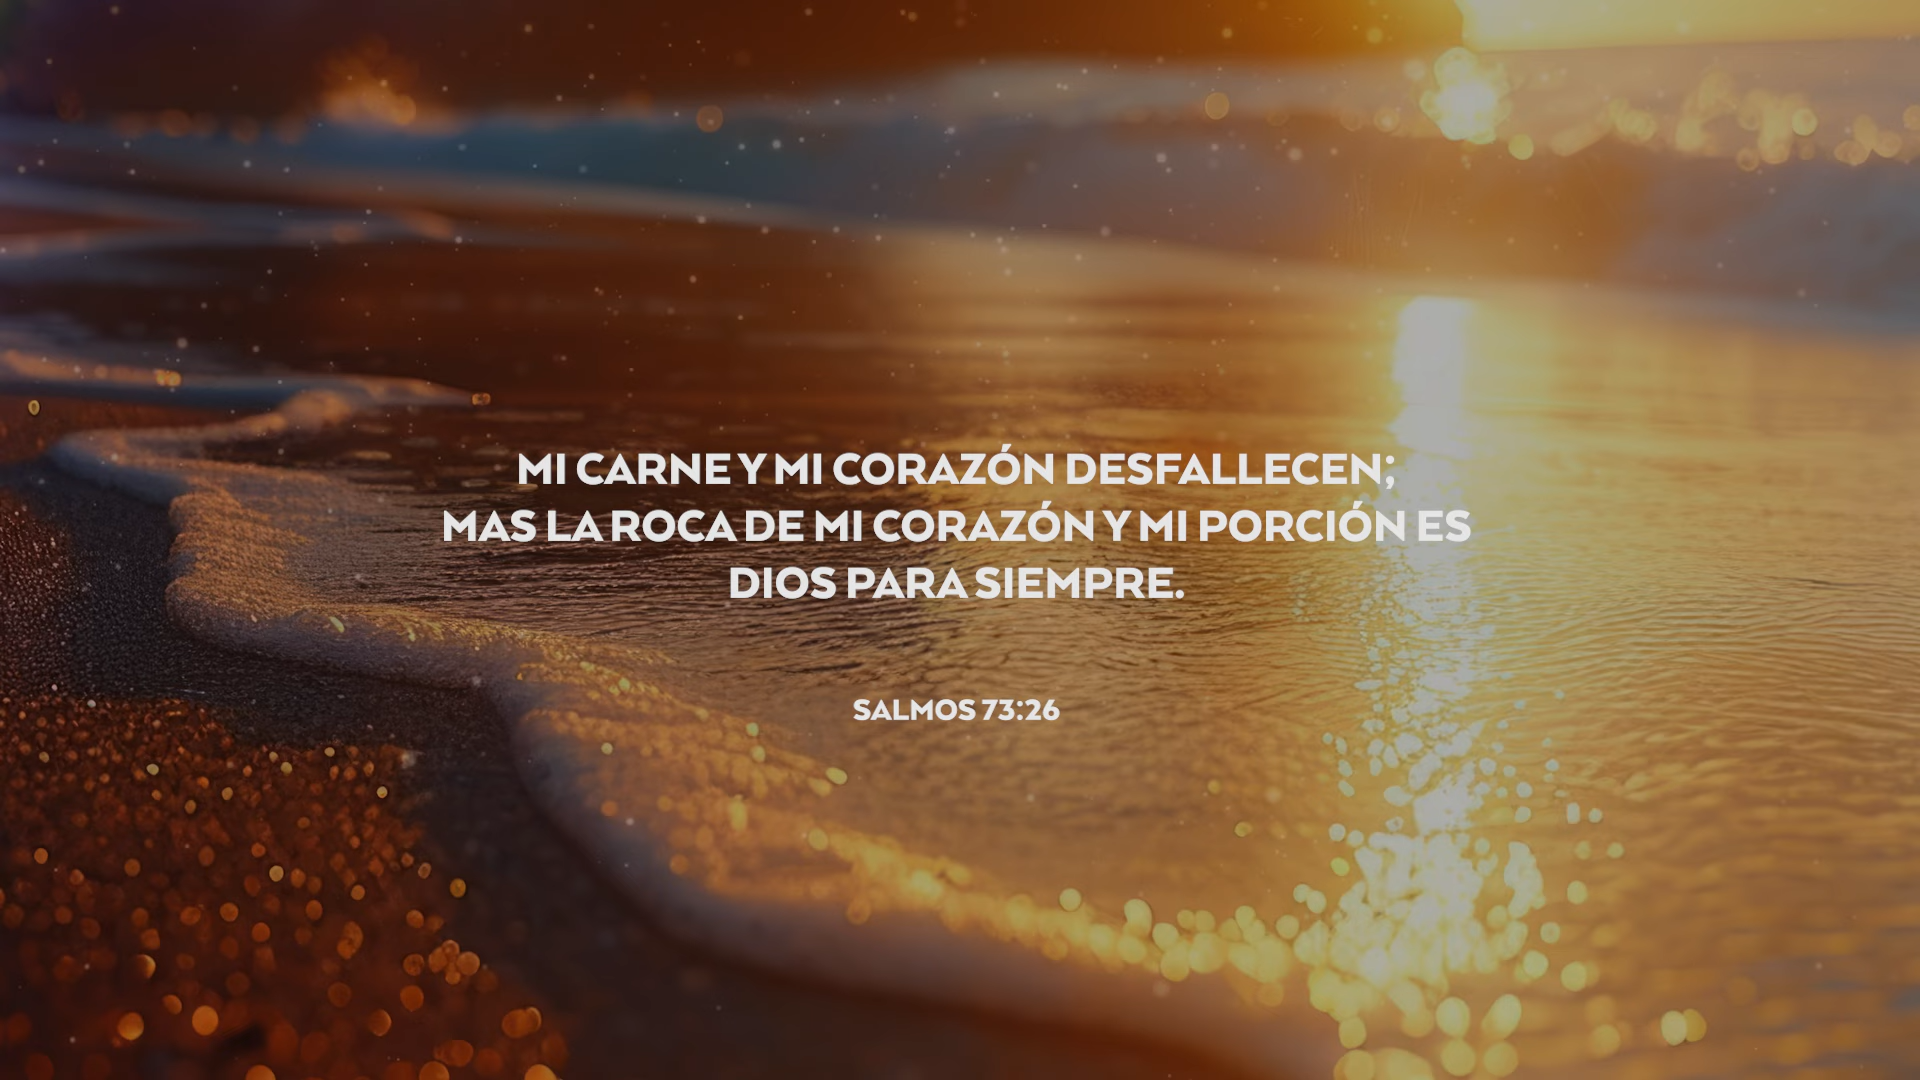 MI CARNE Y MI CORAZÓN DESFALLECEN;
MAS LA ROCA DE MI CORAZÓN Y MI PORCIÓN ES
DIOS PARA SIEMPRE.
SALMOS 73:26